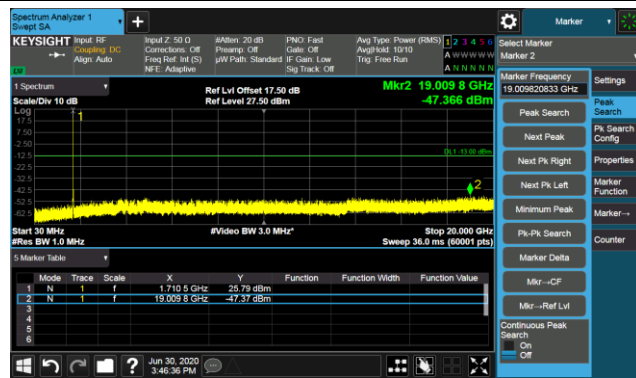 Spectrum Analyzer 1
Swept SA
Marker
KEYSIGHT
Input: RF
Coupling: DC
Align: Auto
Input Z: 50 Ω
Corrections: Off
Freq Ref: Int (S)
NFE: Adaptive
#Atten: 20 dB
Preamp: Off
µW Path: Standard
PNO: Fast
Gate: Off
IF Gain: Low
Sig Track: Off
Avg Type: Power (RMS)
Avg|Hold: 10/10
Trig: Free Run
1 2 3 4 5 6
A W W W W W
A N N N N N
Select Marker
Marker 2
LXI
1 Spectrum
Scale/Div 10 dB
Ref Lvl Offset 17.50 dB
Ref Level 27.50 dBm
Mkr2 19.009 8 GHz
-47.366 dBm
Log
17.5
7.50
-2.50
-12.5
-22.5
-32.5
-42.5
-52.5
-62.5
1
DL1 -13.00 dBm
2
Start 30 MHz
#Res BW 1.0 MHz
#Video BW 3.0 MHz*
Stop 20.000 GHz
Sweep 36.0 ms (60001 pts)
5 Marker Table
Mode Trace Scale X Y Function Function Width Function Value
1 N 1 f 1.710 5 GHz 25.79 dBm
2 N 1 f 19.009 8 GHz -47.37 dBm
3
4
5
6
Marker Frequency
19.009820833 GHz
Peak Search
Next Peak
Next Pk Right
Next Pk Left
Minimum Peak
Pk-Pk Search
Marker Delta
Mkr→CF
Mkr→Ref Lvl
Continuous Peak
Search
On
Off
Settings
Peak
Search
Pk Search
Config
Properties
Marker
Function
Marker→
Counter
?
Jun 30, 2020
3:46:36 PM